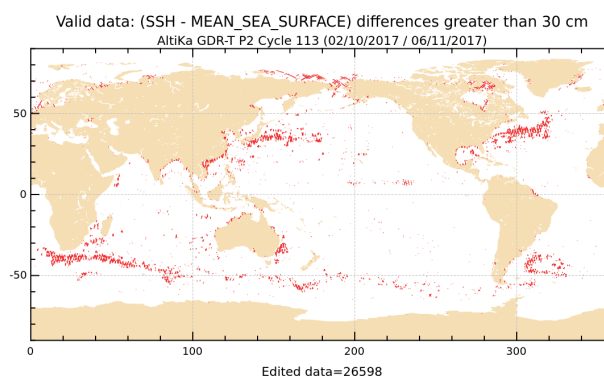 Valid data: (SSH - MEAN_SEA_SURFACE) differences greater than 30 cm
AltiKa GDR-T P2 Cycle 113 (02/10/2017 / 06/11/2017)
50
0
-50
0 100 200 300
Edited data=26598